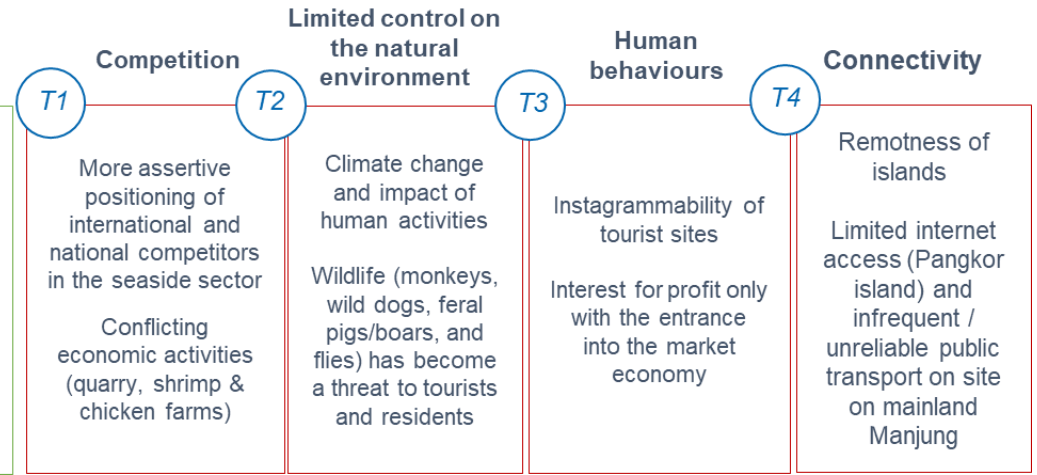 T1
Competition
More assertive
positioning of
international and
national competitors
in the seaside sector
Conflicting
economic activities
(quarry, shrimp &
chicken farms)
T2
Limited control on
the natural
environment
Climate change
and impact of
human activities
Wildlife (monkeys,
wild dogs, feral
pigs/boars, and
flies) has become
a threat to tourists
and residents
T3
Human
behaviours
Instagrammability of
tourist sites
Interest for profit only
with the entrance
into the market
economy
T4
Connectivity
Remotness of
islands
Limited internet
access (Pangkor
island) and
infrequent /
unreliable public
transport on site
on mainland
Manjung